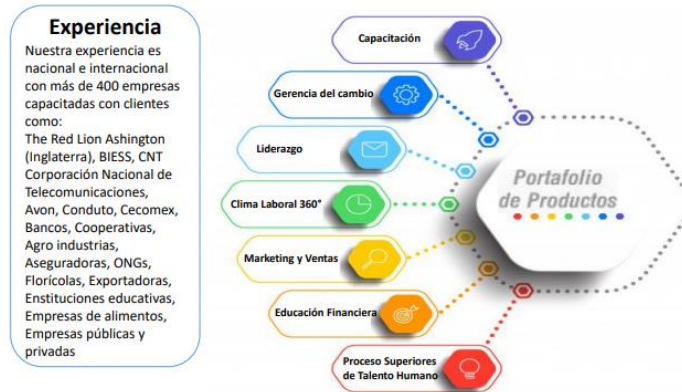 Experiencia
Nuestra experiencia es
nacional e internacional
con más de 400 empresas
capacitadas con clientes
como:
The Red Lion Ashington
(Inglaterra), BIESS, CNT
Corporación Nacional de
Telecomunicaciones,
Avon, Conduto, Cecomex,
Bancos, Cooperativas,
Agro industrias,
Aseguradoras, ONGs,
Florícolas, Exportadoras,
Enstituciones educativas,
Empresas de alimentos,
Empresas públicas y
privadas
Capacitación
Gerencia del cambio
Liderazgo
Clima Laboral 360°
Marketing y Ventas
Educación Financiera
Proceso Superiores
de Talento Humano
Portafolio
de Productos